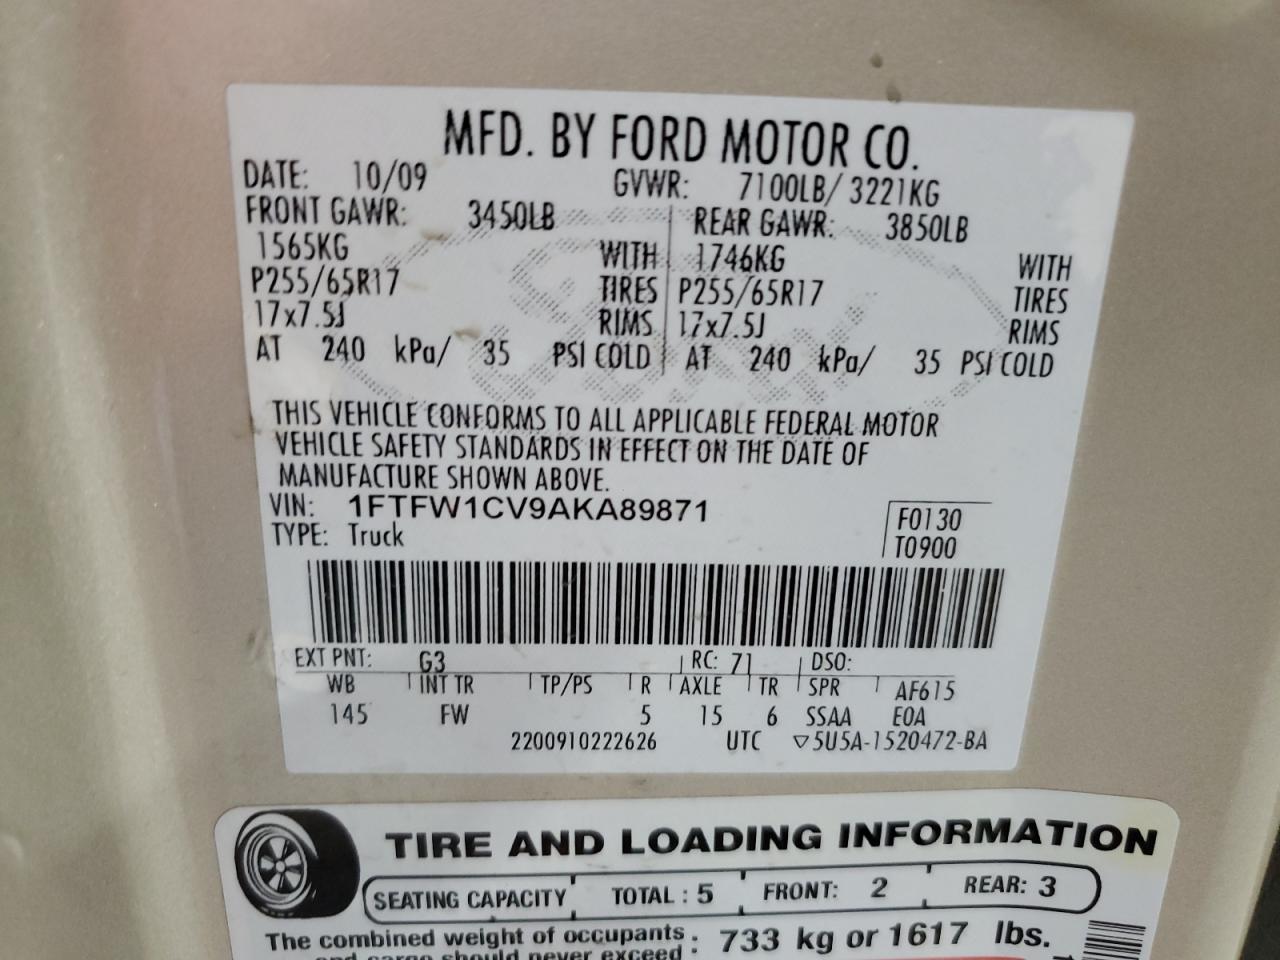 MFD. BY FORD MOTOR CO.
DATE: 10/09 GVWR: 7100LB/ 3221KG
FRONT GAWR: 3450LB REAR GAWR: 3850LB
1565KG WITH 1746KG WITH
P255/65R17 TIRES P255/65R17 TIRES
17x7.5J RIMS 17x7.5J RIMS
AT 240 kPa/ 35 PSI COLD AT 240 kPa/ 35 PSI COLD
THIS VEHICLE CONFORMS TO ALL APPLICABLE FEDERAL MOTOR
VEHICLE SAFETY STANDARDS IN EFFECT ON THE DATE OF
MANUFACTURE SHOWN ABOVE.
VIN: 1FTFW1CV9AKA89871 F0130
TYPE: Truck T0900
EXT PNT: G3 RC: 71 DSO:
WB INT TR TP/PS R AXLE TR SPR AF615
145 FW 5 15 6 SSAA E0A
2200910222626 UTC ▽5U5A-1520472-BA
TIRE AND LOADING INFORMATION
SEATING CAPACITY TOTAL : 5 FRONT: 2 REAR: 3
The combined weight of occupants : 733 kg or 1617 lbs.
and cargo should never exceed :